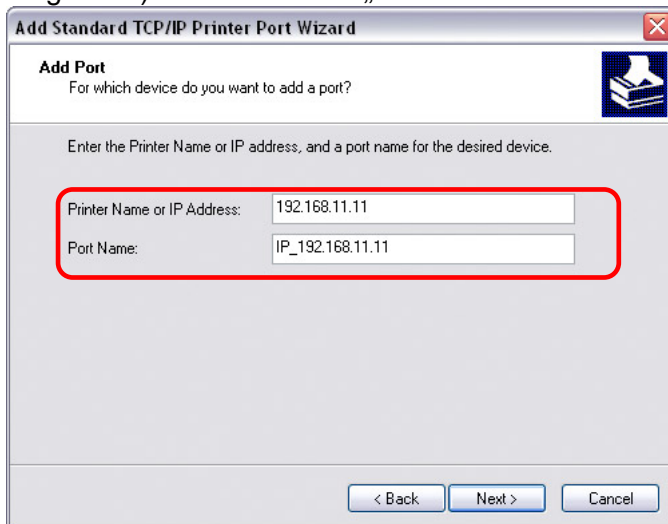 Add Standard TCP/IP Printer Port Wizard
Add Port
For which device do you want to add a port?
Enter the Printer Name or IP address, and a port name for the desired device.
Printer Name or IP Address: 192.168.11.11
Port Name: IP_192.168.11.11
< Back Next > Cancel